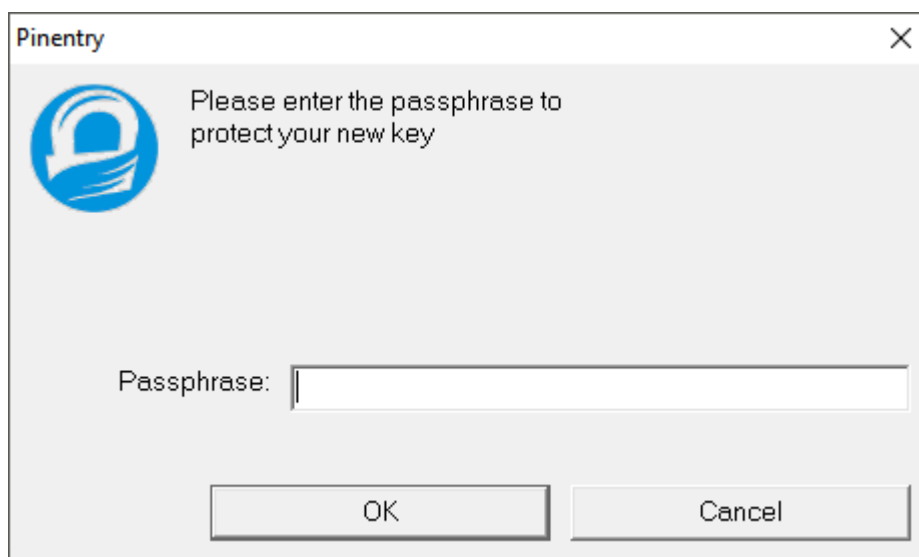 Pinentry
Please enter the passphrase to
protect your new key
Passphrase:
OK
Cancel